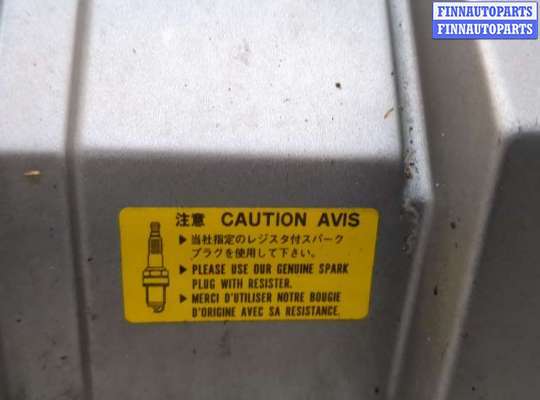 FINNAUTOPARTS
FINNAUTOPARTS
注意 CAUTION AVIS
▶当社指定のレジスタ付スパーク
プラグを使用して下さい。
▶PLEASE USE OUR GENUINE SPARK
PLUG WITH RESISTER.
▶MERCI D'UTILISER NOTRE BOUGIE
D'ORIGINE AVEC SA RESISTANCE.